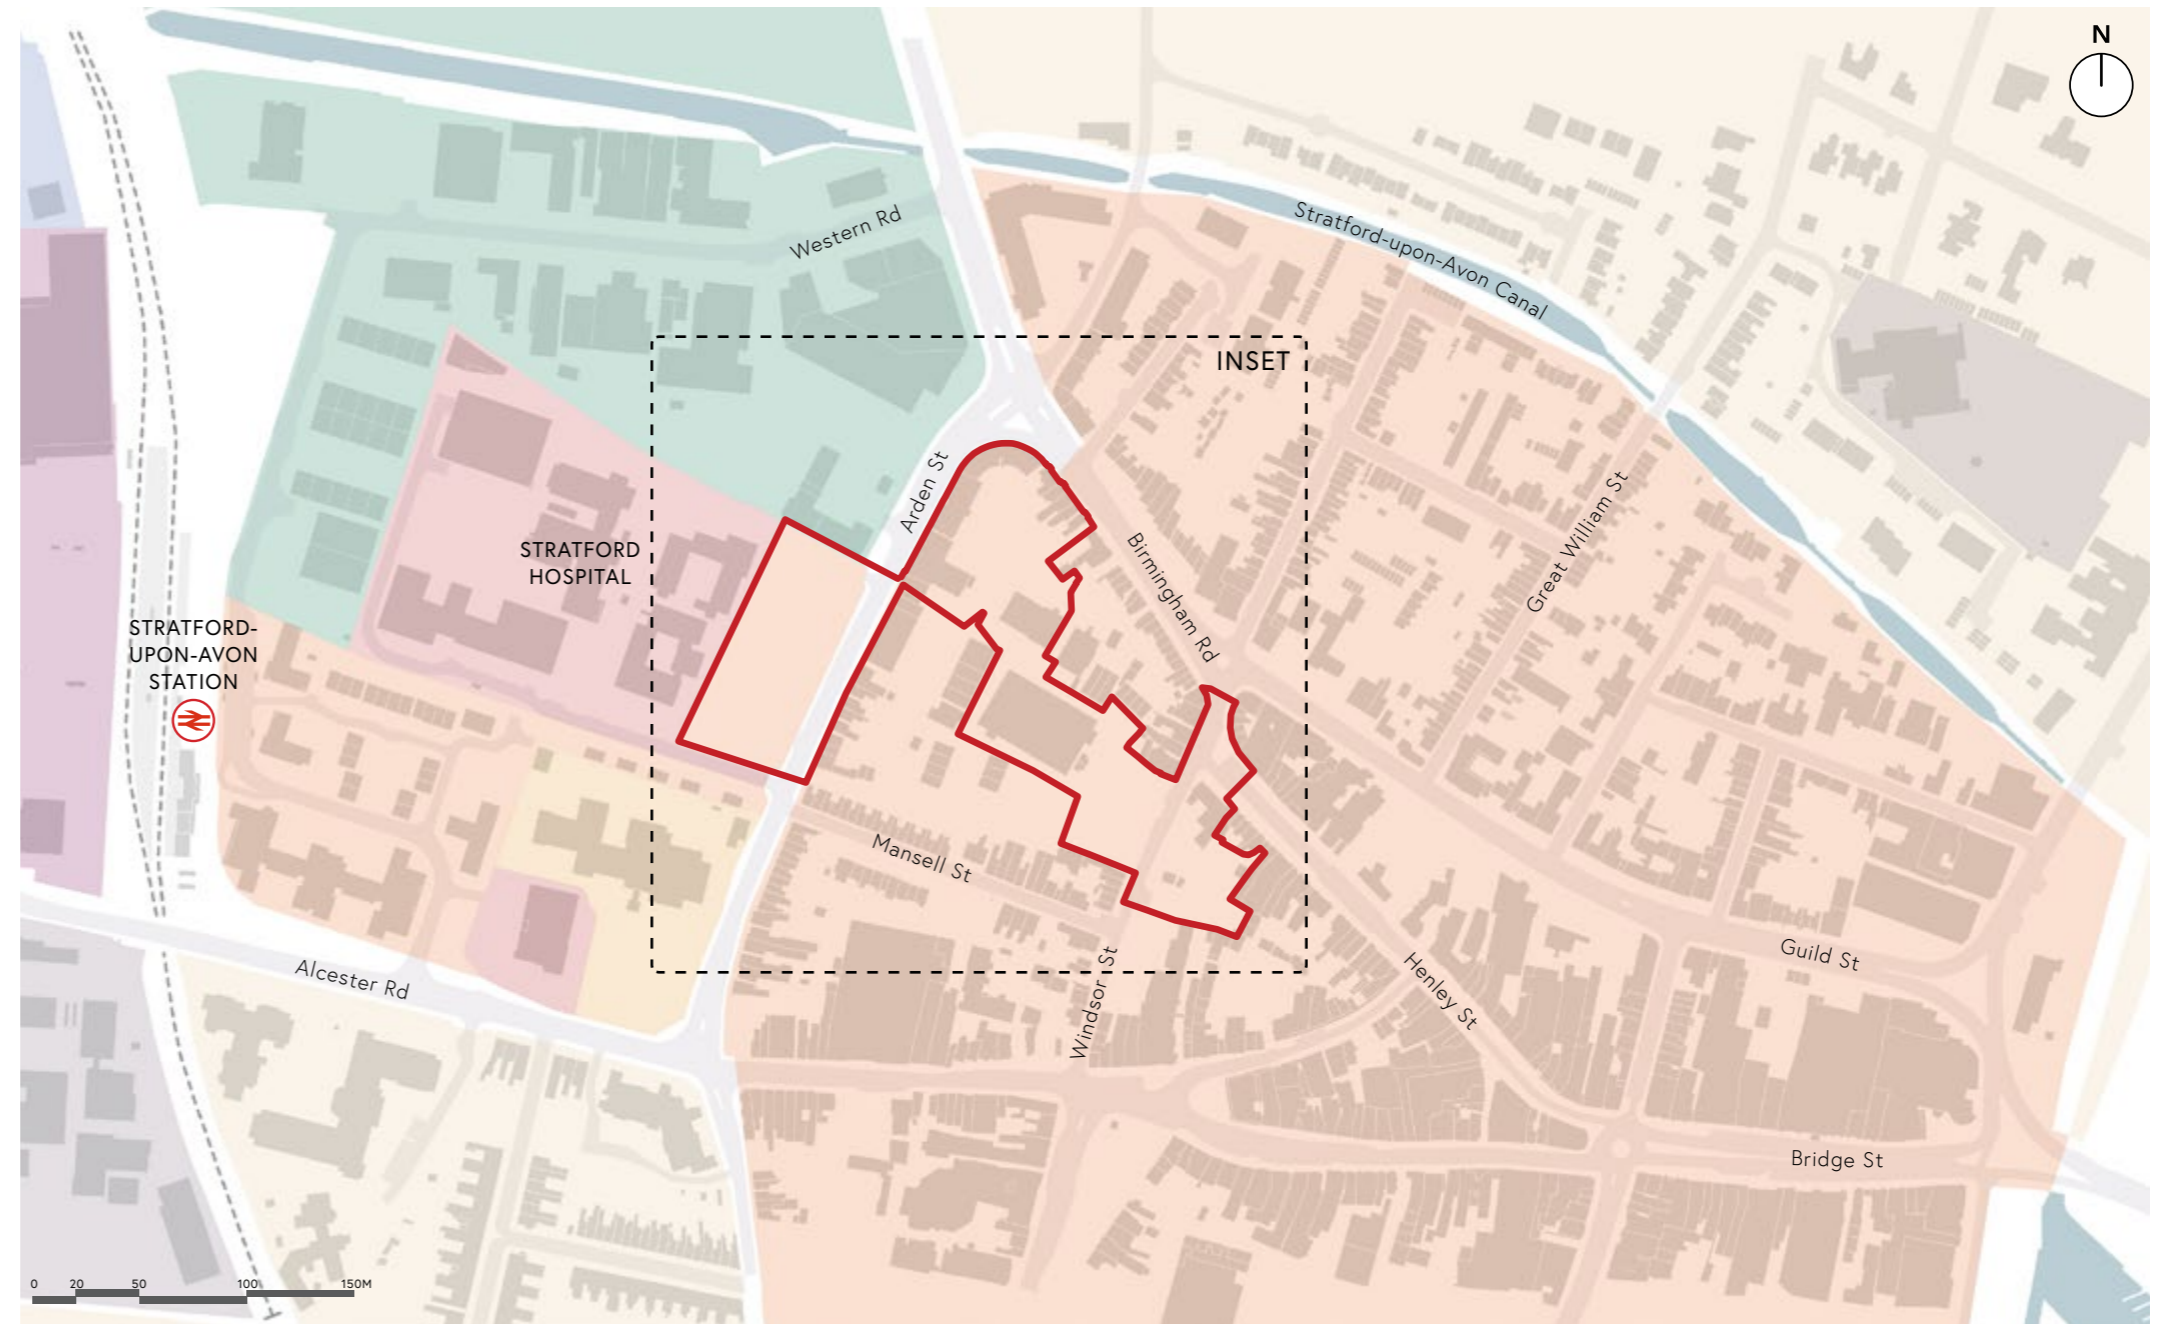 N
Western Rd
Stratford-upon-Avon Canal
INSET
Arden St
STRATFORD
HOSPITAL
Birmingham Rd
Great William St
STRATFORD-
UPON-AVON
STATION
Mansell St
Guild St
Alcester Rd
Windsor St
Henley St
Bridge St
0 20 50 100 150M